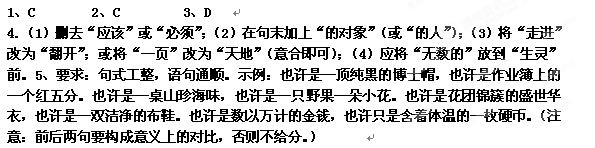 1、C 2、C 3、D
4.（1）删去“应该”或“必须”；（2）在句末加上“的对象”（或“的人”）；（3）将“走进”
改为“翻开”；或将“一页”改为“天地”（意合即可）；（4）应将“无数的”放到“生灵”
前。5、要求：句式工整，语句通顺。示例：也许是一顶纯黑的博士帽，也许是作业簿上的
一个红五分。也许是一桌山珍海味，也许是一只野果一朵小花。也许是花团锦簇的盛世华
衣，也许是一双洁净的布鞋。也许是数以万计的金钱，也许只是含着体温的一枚硬币。（注
意：前后两句要构成意义上的对比，否则不给分。）